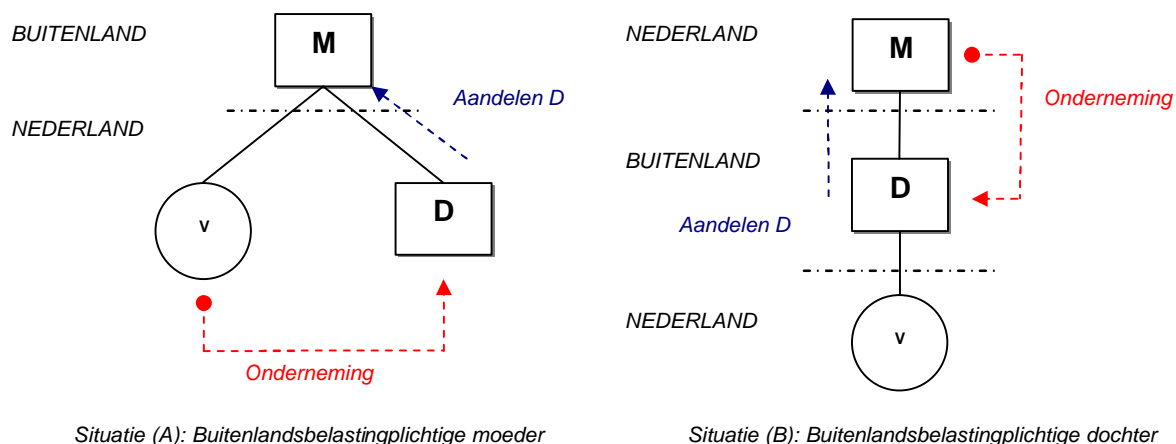 BUITENLAND
M
Aandelen D
NEDERLAND
V
D
Onderneming
Situatie (A): Buitenlandsbelastingplichtige moeder
NEDERLAND
M
Onderneming
BUITENLAND
D
Aandelen D
NEDERLAND
V
Situatie (B): Buitenlandsbelastingplichtige dochter